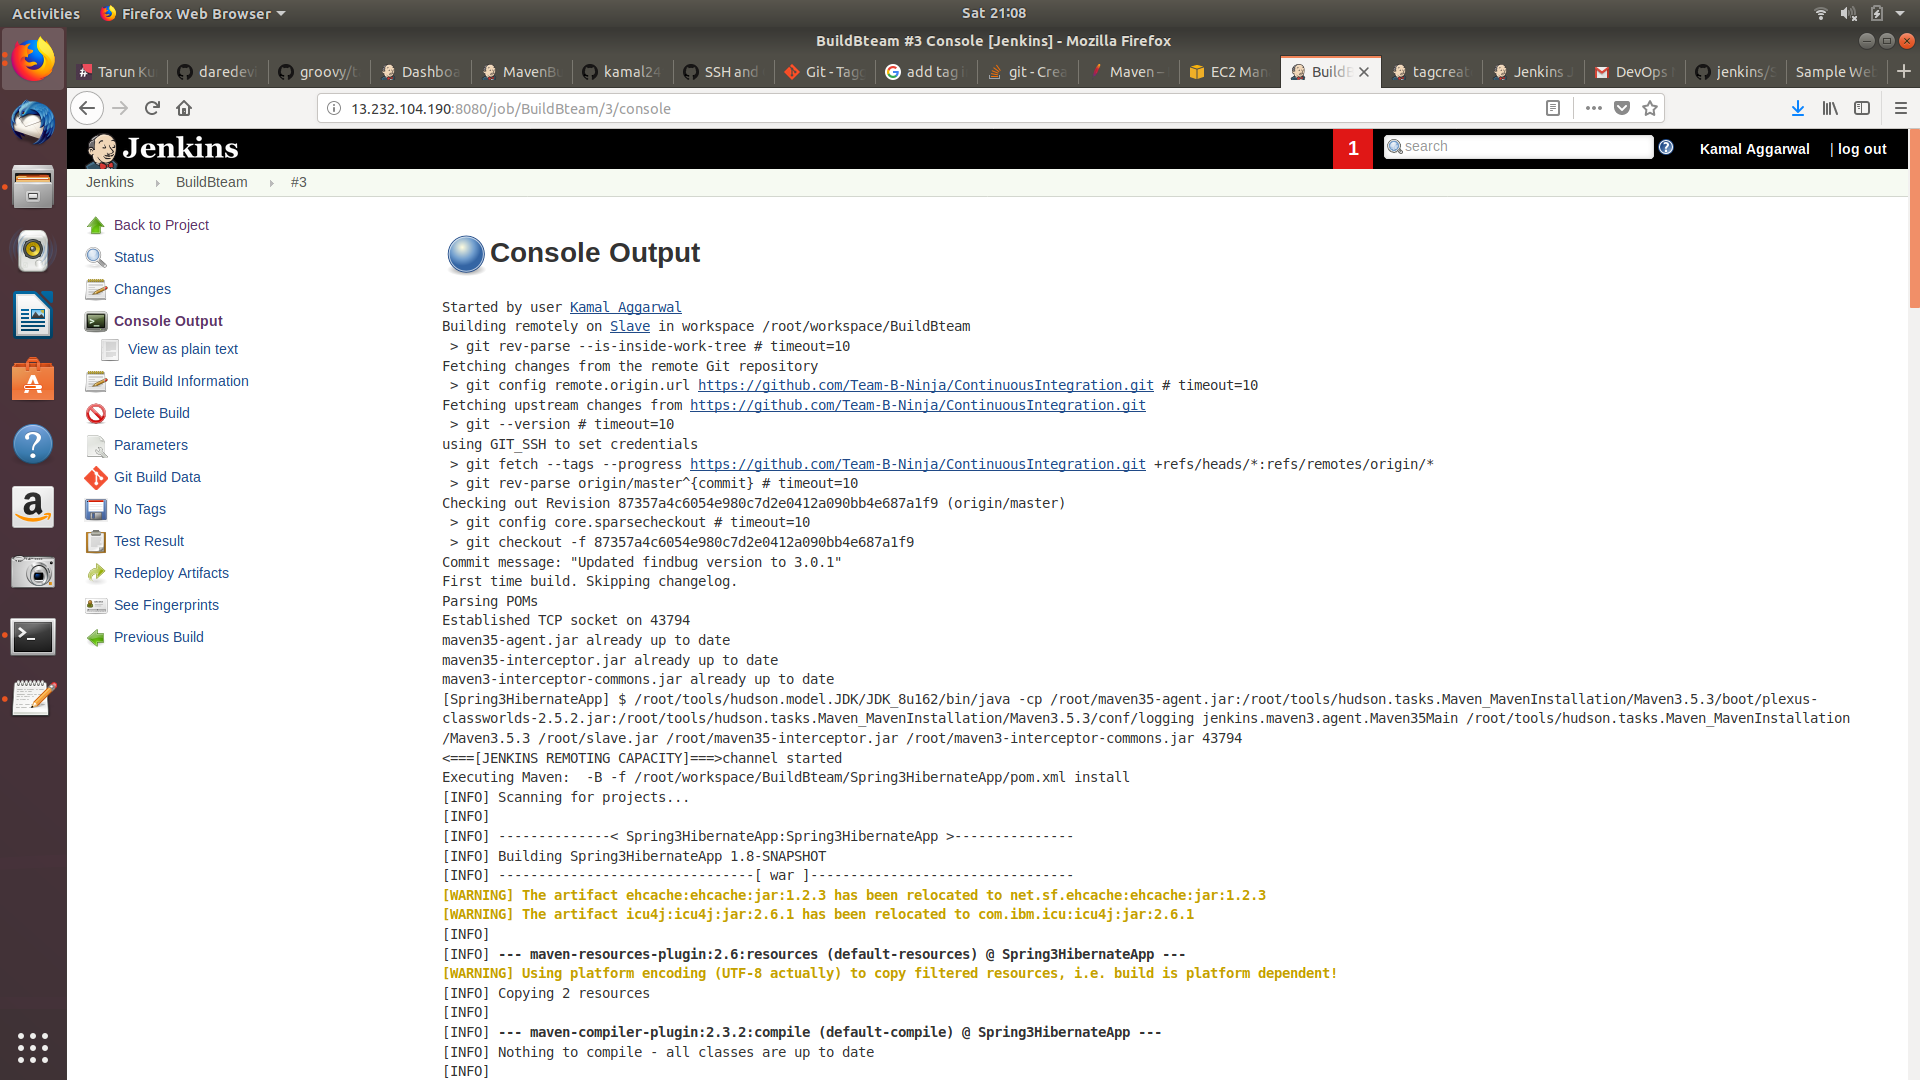 Activities
Firefox Web Browser
Sat 21:08
BuildBteam #3 Console [Jenkins] - Mozilla Firefox
Tarun Ku
daredevi
groovy/t
Dashboa
MavenBu
kamal24
SSH and
Git - Tagg
add tag i
git - Crea
Maven –
EC2 Man
BuildB
tagcreat
Jenkins
DevOps
jenkins/S
Sample Web
13.232.104.190:8080/job/BuildBteam/3/console
Jenkins
1
search
Kamal Aggarwal
| log out
Jenkins
BuildBteam
#3
Back to Project
Status
Changes
Console Output
View as plain text
Edit Build Information
Delete Build
Parameters
Git Build Data
No Tags
Test Result
Redeploy Artifacts
See Fingerprints
Previous Build
Console Output
Started by user Kamal Aggarwal
Building remotely on Slave in workspace /root/workspace/BuildBteam
> git rev-parse --is-inside-work-tree # timeout=10
Fetching changes from the remote Git repository
> git config remote.origin.url https://github.com/Team-B-Ninja/ContinuousIntegration.git # timeout=10
Fetching upstream changes from https://github.com/Team-B-Ninja/ContinuousIntegration.git
> git --version # timeout=10
using GIT_SSH to set credentials
> git fetch --tags --progress https://github.com/Team-B-Ninja/ContinuousIntegration.git +refs/heads/*:refs/remotes/origin/*
> git rev-parse origin/master^{commit} # timeout=10
Checking out Revision 87357a4c6054e980c7d2e0412a090bb4e687a1f9 (origin/master)
> git config core.sparsecheckout # timeout=10
> git checkout -f 87357a4c6054e980c7d2e0412a090bb4e687a1f9
Commit message: "Updated findbug version to 3.0.1"
First time build. Skipping changelog.
Parsing POMs
Established TCP socket on 43794
maven35-agent.jar already up to date
maven35-interceptor.jar already up to date
maven3-interceptor-commons.jar already up to date
[Spring3HibernateApp] $ /root/tools/hudson.model.JDK/JDK_8u162/bin/java -cp /root/maven35-agent.jar:/root/tools/hudson.tasks.Maven_MavenInstallation/Maven3.5.3/boot/plexus-
classworlds-2.5.2.jar:/root/tools/hudson.tasks.Maven_MavenInstallation/Maven3.5.3/conf/logging jenkins.maven3.agent.Maven35Main /root/tools/hudson.tasks.Maven_MavenInstallation
/Maven3.5.3 /root/slave.jar /root/maven35-interceptor.jar /root/maven3-interceptor-commons.jar 43794
<===[JENKINS REMOTING CAPACITY]===>channel started
Executing Maven:  -B -f /root/workspace/BuildBteam/Spring3HibernateApp/pom.xml install
[INFO] Scanning for projects...
[INFO]
[INFO] --------------< Spring3HibernateApp:Spring3HibernateApp >---------------
[INFO] Building Spring3HibernateApp 1.8-SNAPSHOT
[INFO] --------------------------------[ war ]---------------------------------
[WARNING] The artifact ehcache:ehcache:jar:1.2.3 has been relocated to net.sf.ehcache:ehcache:jar:1.2.3
[WARNING] The artifact icu4j:icu4j:jar:2.6.1 has been relocated to com.ibm.icu:icu4j:jar:2.6.1
[INFO]
[INFO] --- maven-resources-plugin:2.6:resources (default-resources) @ Spring3HibernateApp ---
[WARNING] Using platform encoding (UTF-8 actually) to copy filtered resources, i.e. build is platform dependent!
[INFO] Copying 2 resources
[INFO]
[INFO] --- maven-compiler-plugin:2.3.2:compile (default-compile) @ Spring3HibernateApp ---
[INFO] Nothing to compile - all classes are up to date
[INFO]